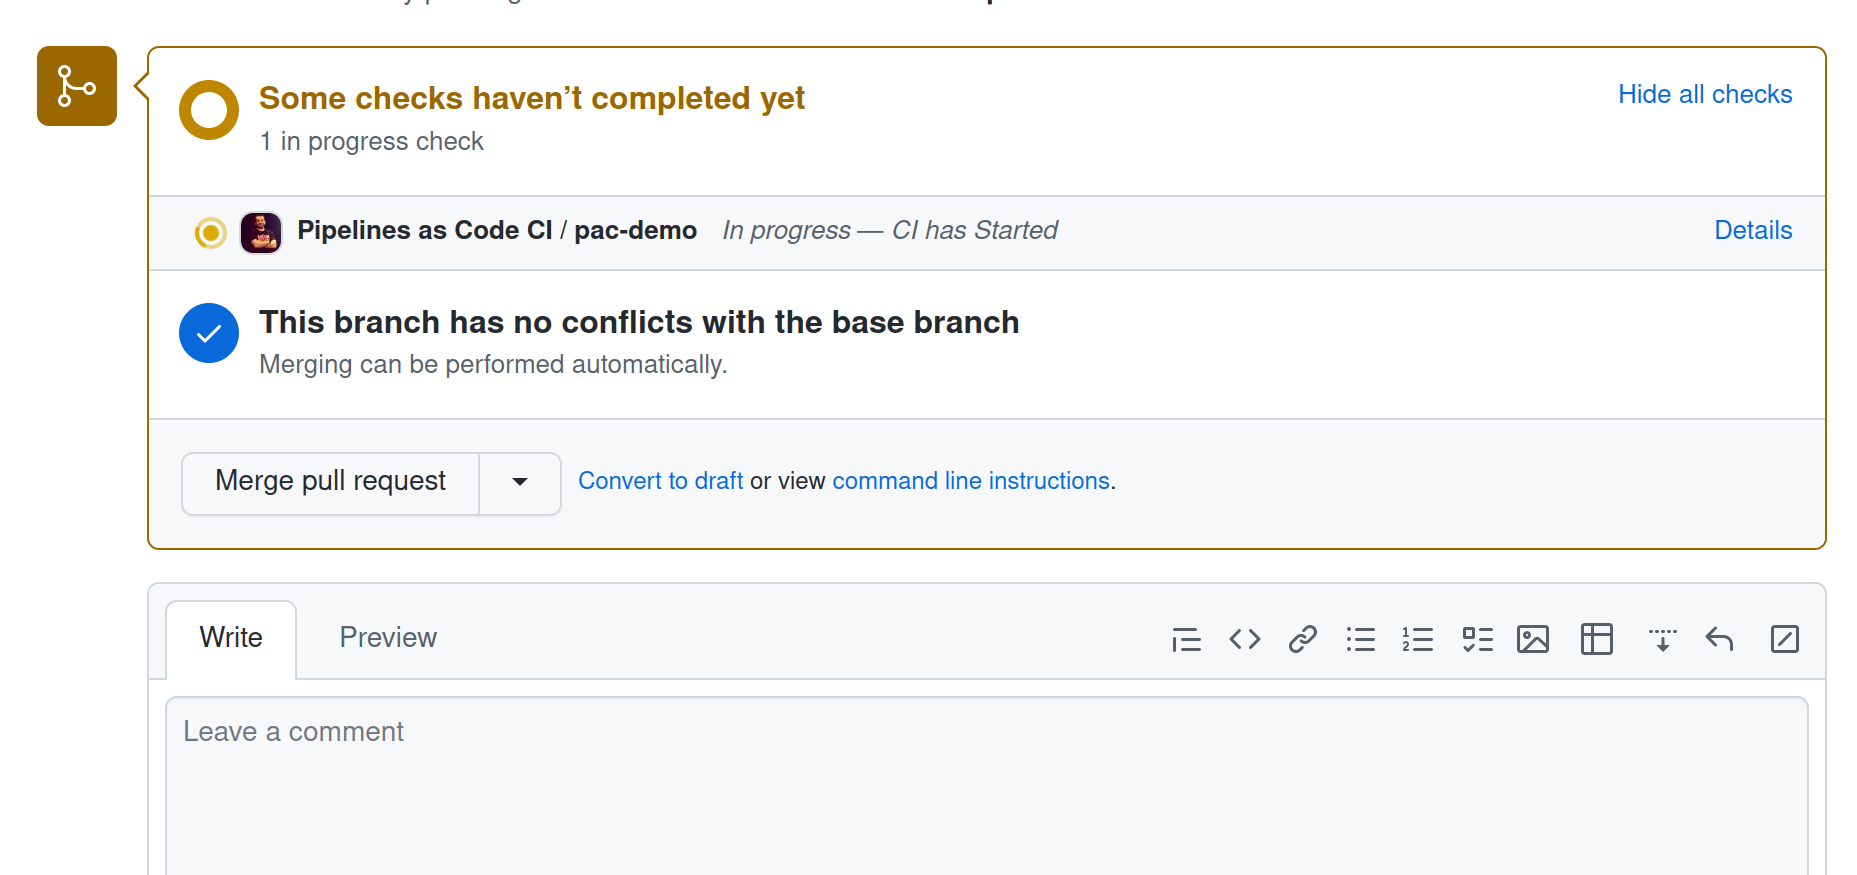 Some checks haven’t completed yet
Hide all checks
1 in progress check
Pipelines as Code CI / pac-demo In progress — CI has Started
Details
This branch has no conflicts with the base branch
Merging can be performed automatically.
Merge pull request
Convert to draft or view command line instructions.
Write
Preview
Leave a comment